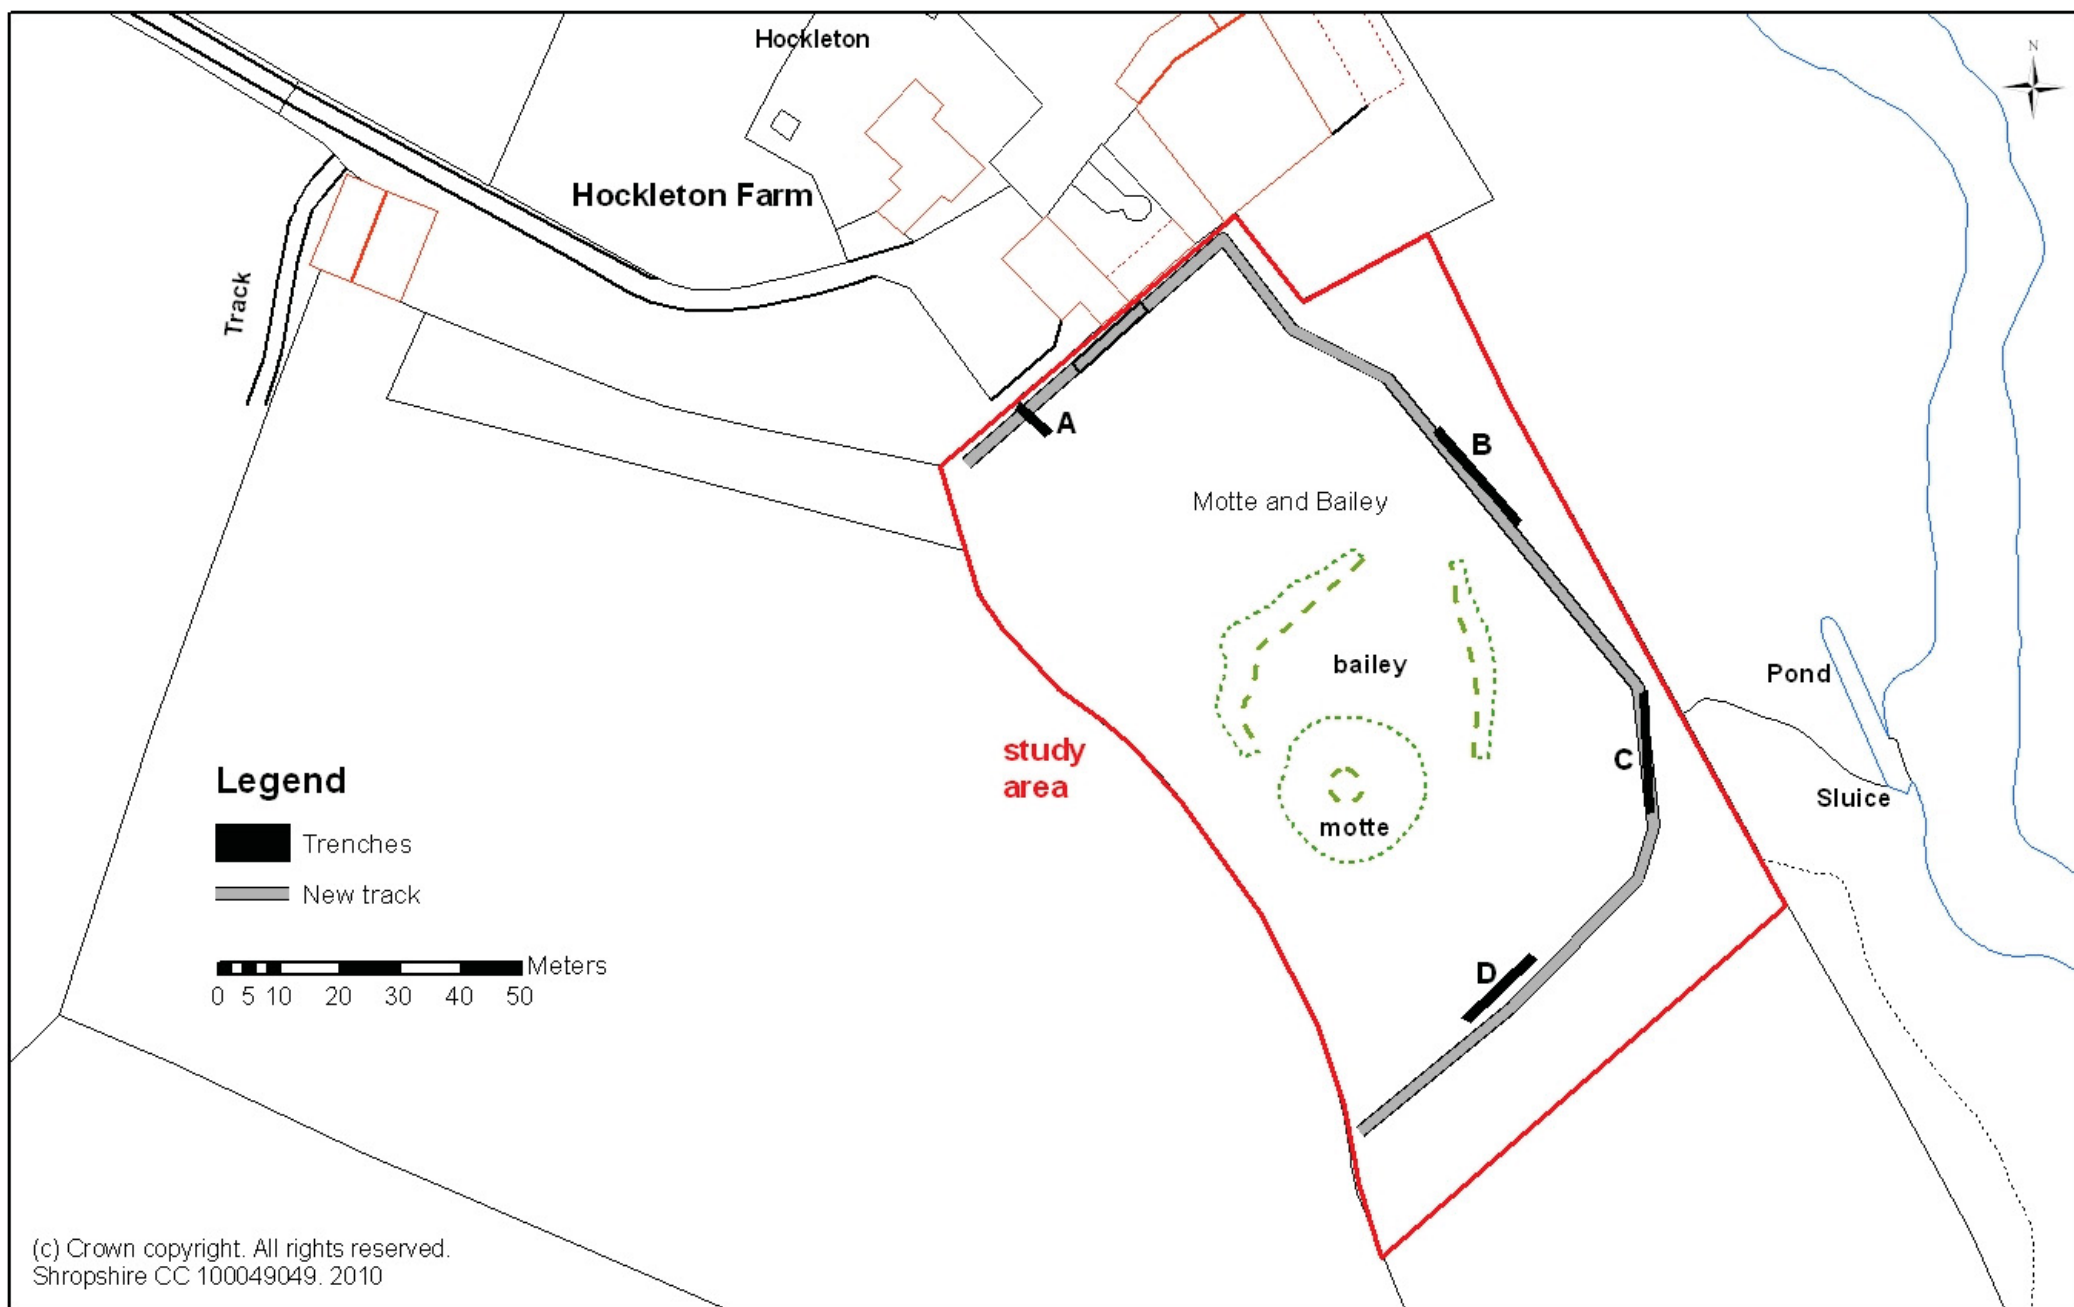 Hockleton
N
Hockleton Farm
Track
A
B
Motte and Bailey
bailey
Pond
study
area
C
Sluice
motte
Legend
Trenches
New track
D
Meters
0 5 10 20 30 40 50
(c) Crown copyright. All rights reserved.
Shropshire CC 100049049. 2010